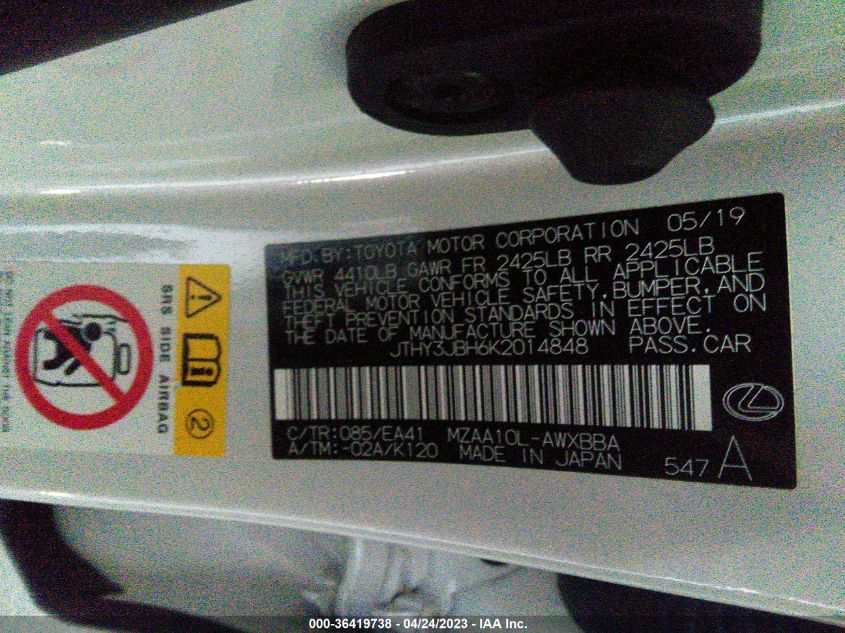 MFD.BY:TOYOTA MOTOR CORPORATION 05/19
GVWR 4410LB GAWR FR 2425LB RR 2425LB
THIS VEHICLE CONFORMS TO ALL APPLICABLE
FEDERAL MOTOR VEHICLE SAFETY,BUMPER,AND
THEFT PREVENTION STANDARDS IN EFFECT ON
THE DATE OF MANUFACTURE SHOWN ABOVE.
JTHY3JBH6K2014848 PASS.CAR
C/TR:085/EA41 MZAA10L-AWXBBA
A/TM:-02A/K120 MADE IN JAPAN 547 A
SRS SIDE AIRBAG
2
000-36419738 - 04/24/2023 - IAA Inc.